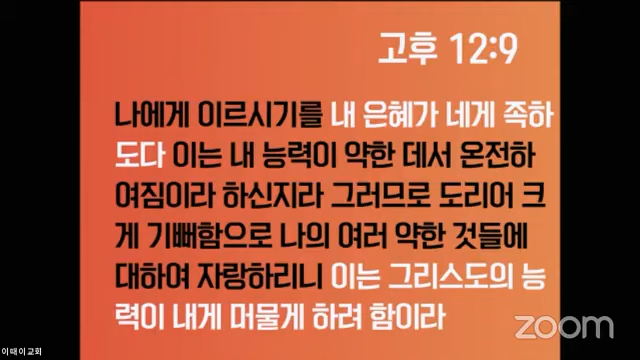 고후 12:9
나에게 이르시기를 내 은혜가 네게 족하
도다 이는 내 능력이 약한 데서 온전하
여짐이라 하신지라 그러므로 도리어 크
게 기뻐함으로 나의 여러 약한 것들에
대하여 자랑하리니 이는 그리스도의 능
력이 내게 머물게 하려 함이라
zoom
이태이교회